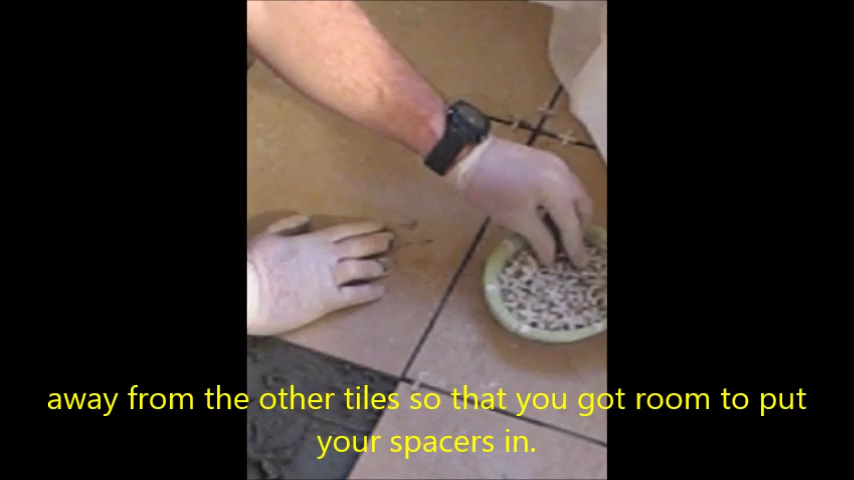 away from the other tiles so that you got room to put
your spacers in.